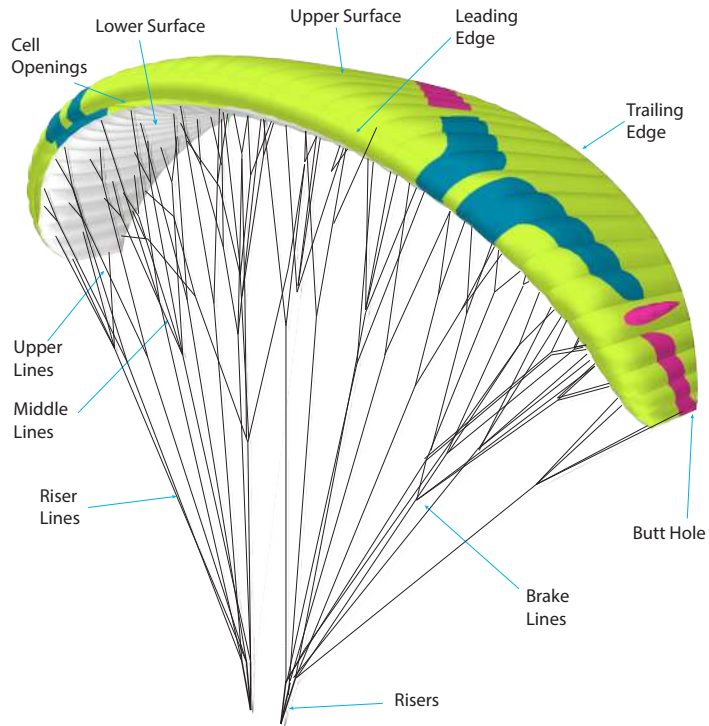 Upper Surface
Leading
Edge
Lower Surface
Cell
Openings
Trailing
Edge
Upper
Lines
Middle
Lines
Riser
Lines
Butt Hole
Brake
Lines
Risers